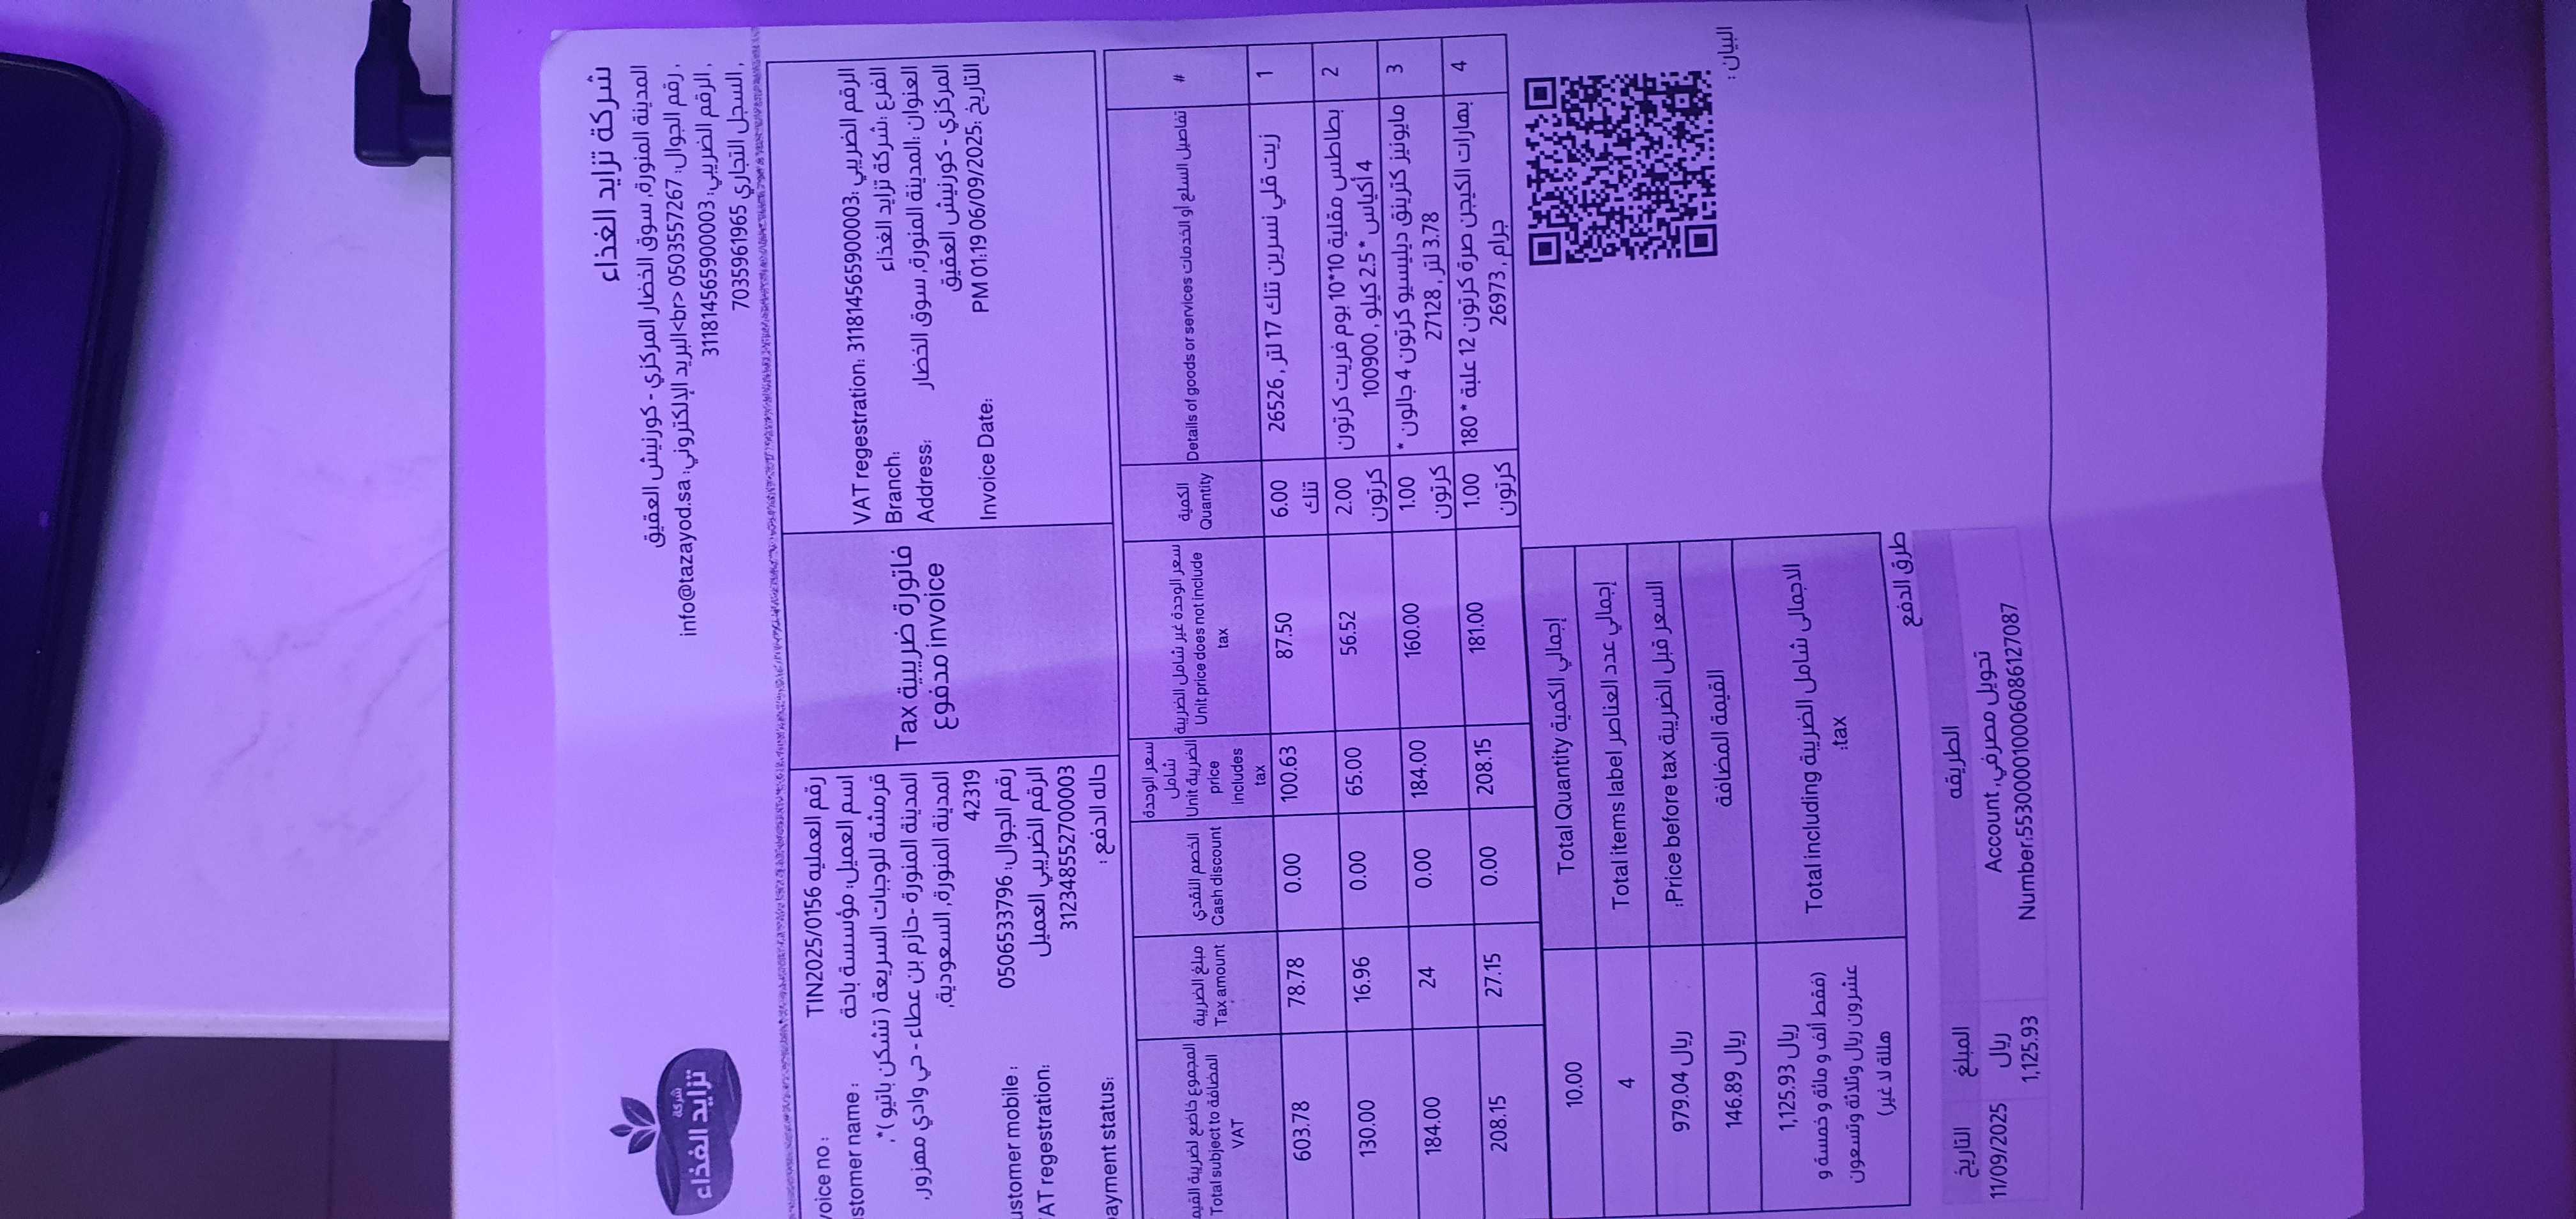 شركة تزايد الغذاء
المدينة المنورة, سوق الخضار المركزي - كورنيش العقيق
, رقم الجوال: 0503557267 <br>البريد الإلكتروني: info@tazayod.sa
, الرقم الضريبي: 311814565900003
, السجل التجاري 7035961965
شركة
تزايد الغذاء
VAT regestration: 311814565900003: الرقم الضريبي
Branch: الفرع :شركة تزايد الغذاء
Address: العنوان :المدينة المنورة, سوق الخضار
المركزي - كورنيش العقيق
Invoice Date: التاريخ :06/09/2025 01:19 PM
فاتورة ضريبية Tax
invoice مدفوع
voice no : رقم العمليه TIN2025/0156
stomer name : اسم العميل: مؤسسة باحة
قرمشة للوجبات السريعة ( تشكن باتيو )*,
المدينة المنورة -حازم بن عطاء - حي وادي مهزور,
المدينة المنورة, السعودية,
42319
ustomer mobile : رقم الجوال: 0506533796
AT regestration: الرقم الضريبي العميل
312348552700003
ayment status: حاله الدفع :
# تفاصيل السلع أو الخدمات Details of goods or services
الكمية
Quantity
سعر الوحدة غير شامل الضريبة
Unit price does not include
tax
سعر الوحدة
شامل
الضريبة Unit
price
includes
tax
الخصم النقدي
Cash discount
مبلغ الضريبة
Tax amount
المجموع خاضع لضريبة القيم
المضافة Total subject to
VAT
1 زيت قلي نسرين تنك 17 لتر , 26526 6.00 87.50 100.63 0.00 78.78 603.78
تنك
2 بطاطس مقلية 10*10 بوم فريت كرتون 2.00 56.52 65.00 0.00 16.96 130.00
4 أكياس * 2.5 كيلو , 100900 كرتون
3 مايونيز كترينق ديليسيو كرتون 4 جالون * 1.00 160.00 184.00 0.00 24 184.00
3.78 لتر , 27128 كرتون
4 بهارات الكيجن صرة كرتون 12 علبة * 180 1.00 181.00 208.15 0.00 27.15 208.15
جرام , 26973 كرتون
إجمالي الكمية Total Quantity 10.00
إجمالي عدد العناصر Total items label 4
السعر قبل الضريبة Price before tax: ريال 979.04
القيمة المضافة ريال 146.89
الاجمالى شامل الضريبة Total including
tax:
ريال 1,125.93
(فقط ألف و مائة و خمسة و
عشرون ريال وثلاثة وتسعون
هللة لا غير)
البيان :
طرق الدفع
الطريقه المبلغ التاريخ
تحويل مصرفي, Account ريال 11/09/2025
Number:553000010006086127087 1,125.93